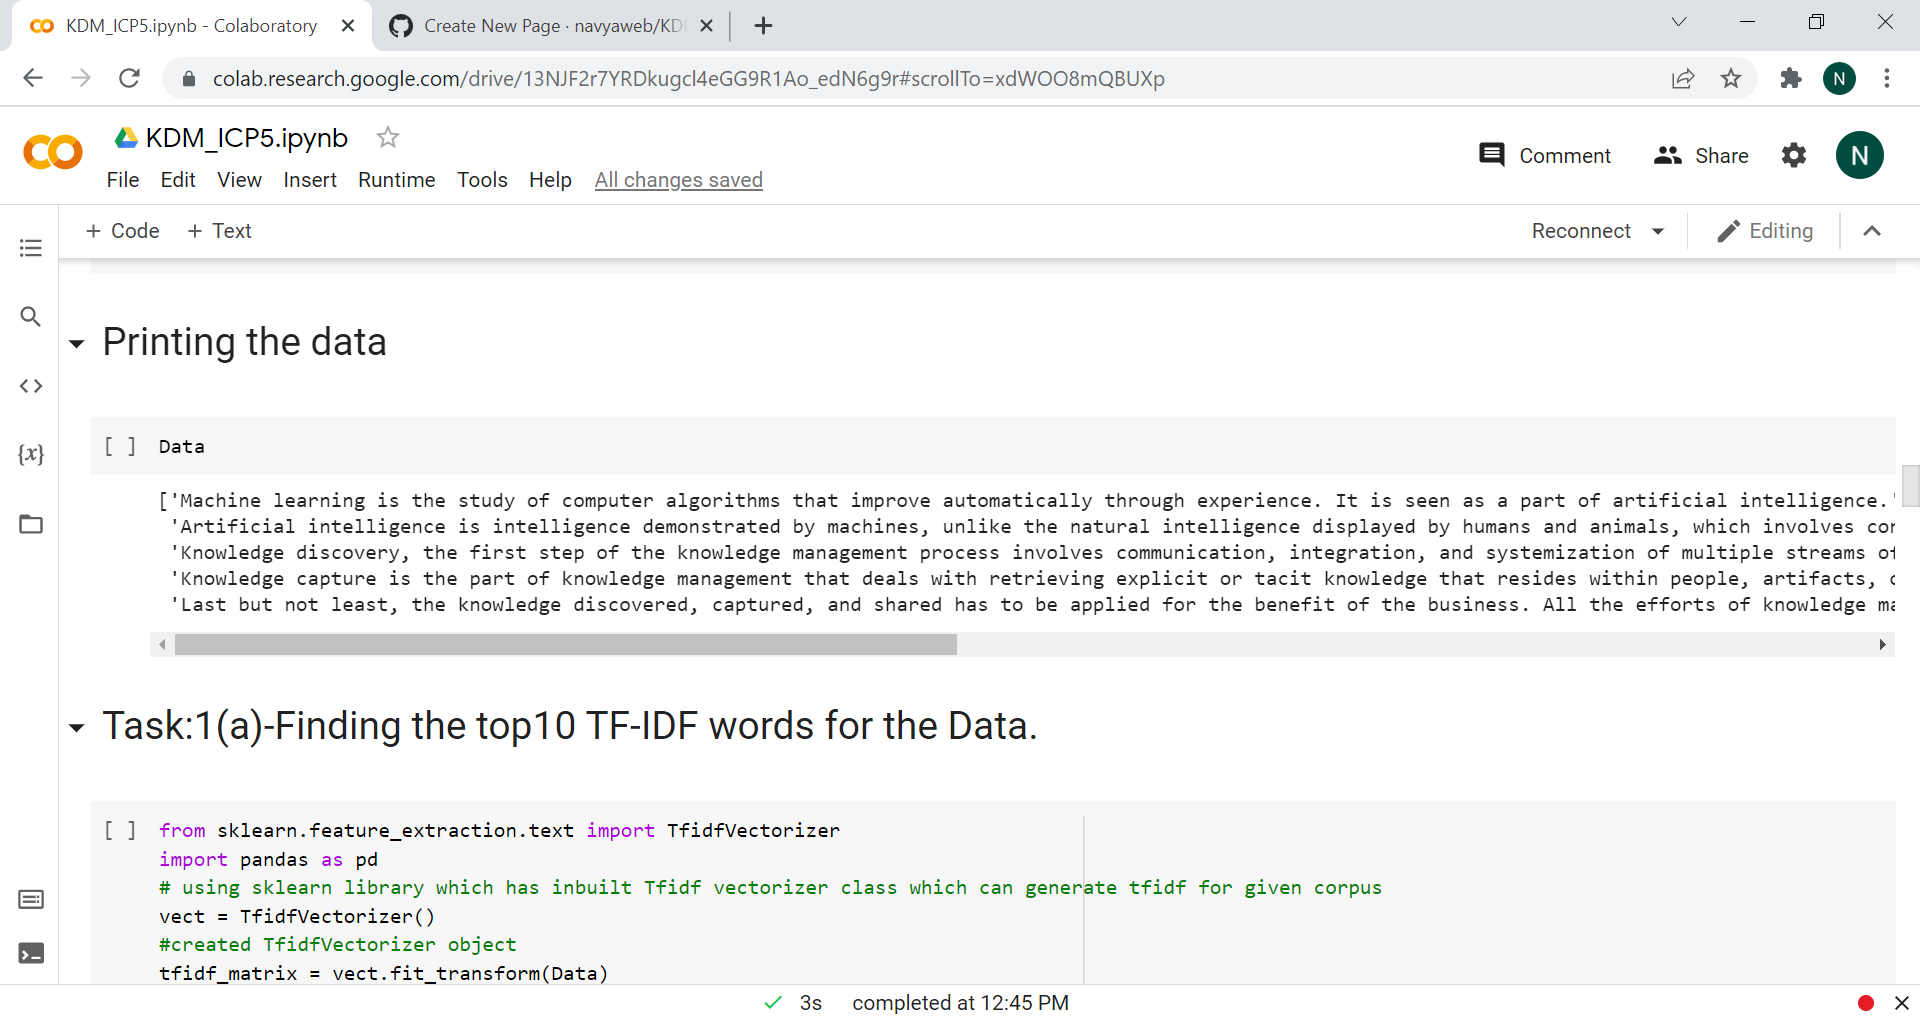 KDM_ICP5.ipynb - Colaboratory
Create New Page · navyaweb/KD
colab.research.google.com/drive/13NJF2r7YRDkugcl4eGG9R1Ao_edN6g9r#scrollTo=xdWOO8mQBUXp
N
KDM_ICP5.ipynb
File Edit View Insert Runtime Tools Help All changes saved
Comment Share N
+ Code + Text
Reconnect Editing
Printing the data
[ ] Data
['Machine learning is the study of computer algorithms that improve automatically through experience. It is seen as a part of artificial intelligence.'
'Artificial intelligence is intelligence demonstrated by machines, unlike the natural intelligence displayed by humans and animals, which involves con
'Knowledge discovery, the first step of the knowledge management process involves communication, integration, and systemization of multiple streams of
'Knowledge capture is the part of knowledge management that deals with retrieving explicit or tacit knowledge that resides within people, artifacts,
'Last but not least, the knowledge discovered, captured, and shared has to be applied for the benefit of the business. All the efforts of knowledge ma
Task:1(a)-Finding the top10 TF-IDF words for the Data.
[ ] from sklearn.feature_extraction.text import TfidfVectorizer
import pandas as pd
# using sklearn library which has inbuilt Tfidf vectorizer class which can generate tfidf for given corpus
vect = TfidfVectorizer()
#created TfidfVectorizer object
tfidf_matrix = vect.fit_transform(Data)
3s completed at 12:45 PM